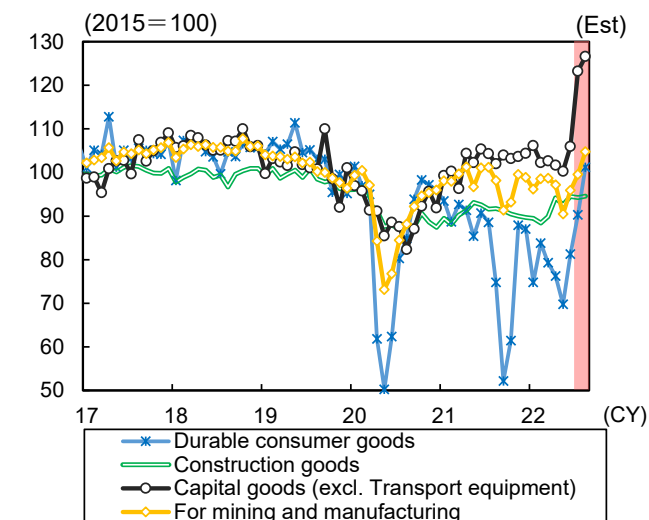 (2015=100)
(Est)
130
120
110
100
90
80
70
60
50
17 18 19 20 21 22 (CY)
Durable consumer goods
Construction goods
Capital goods (excl. Transport equipment)
For mining and manufacturing